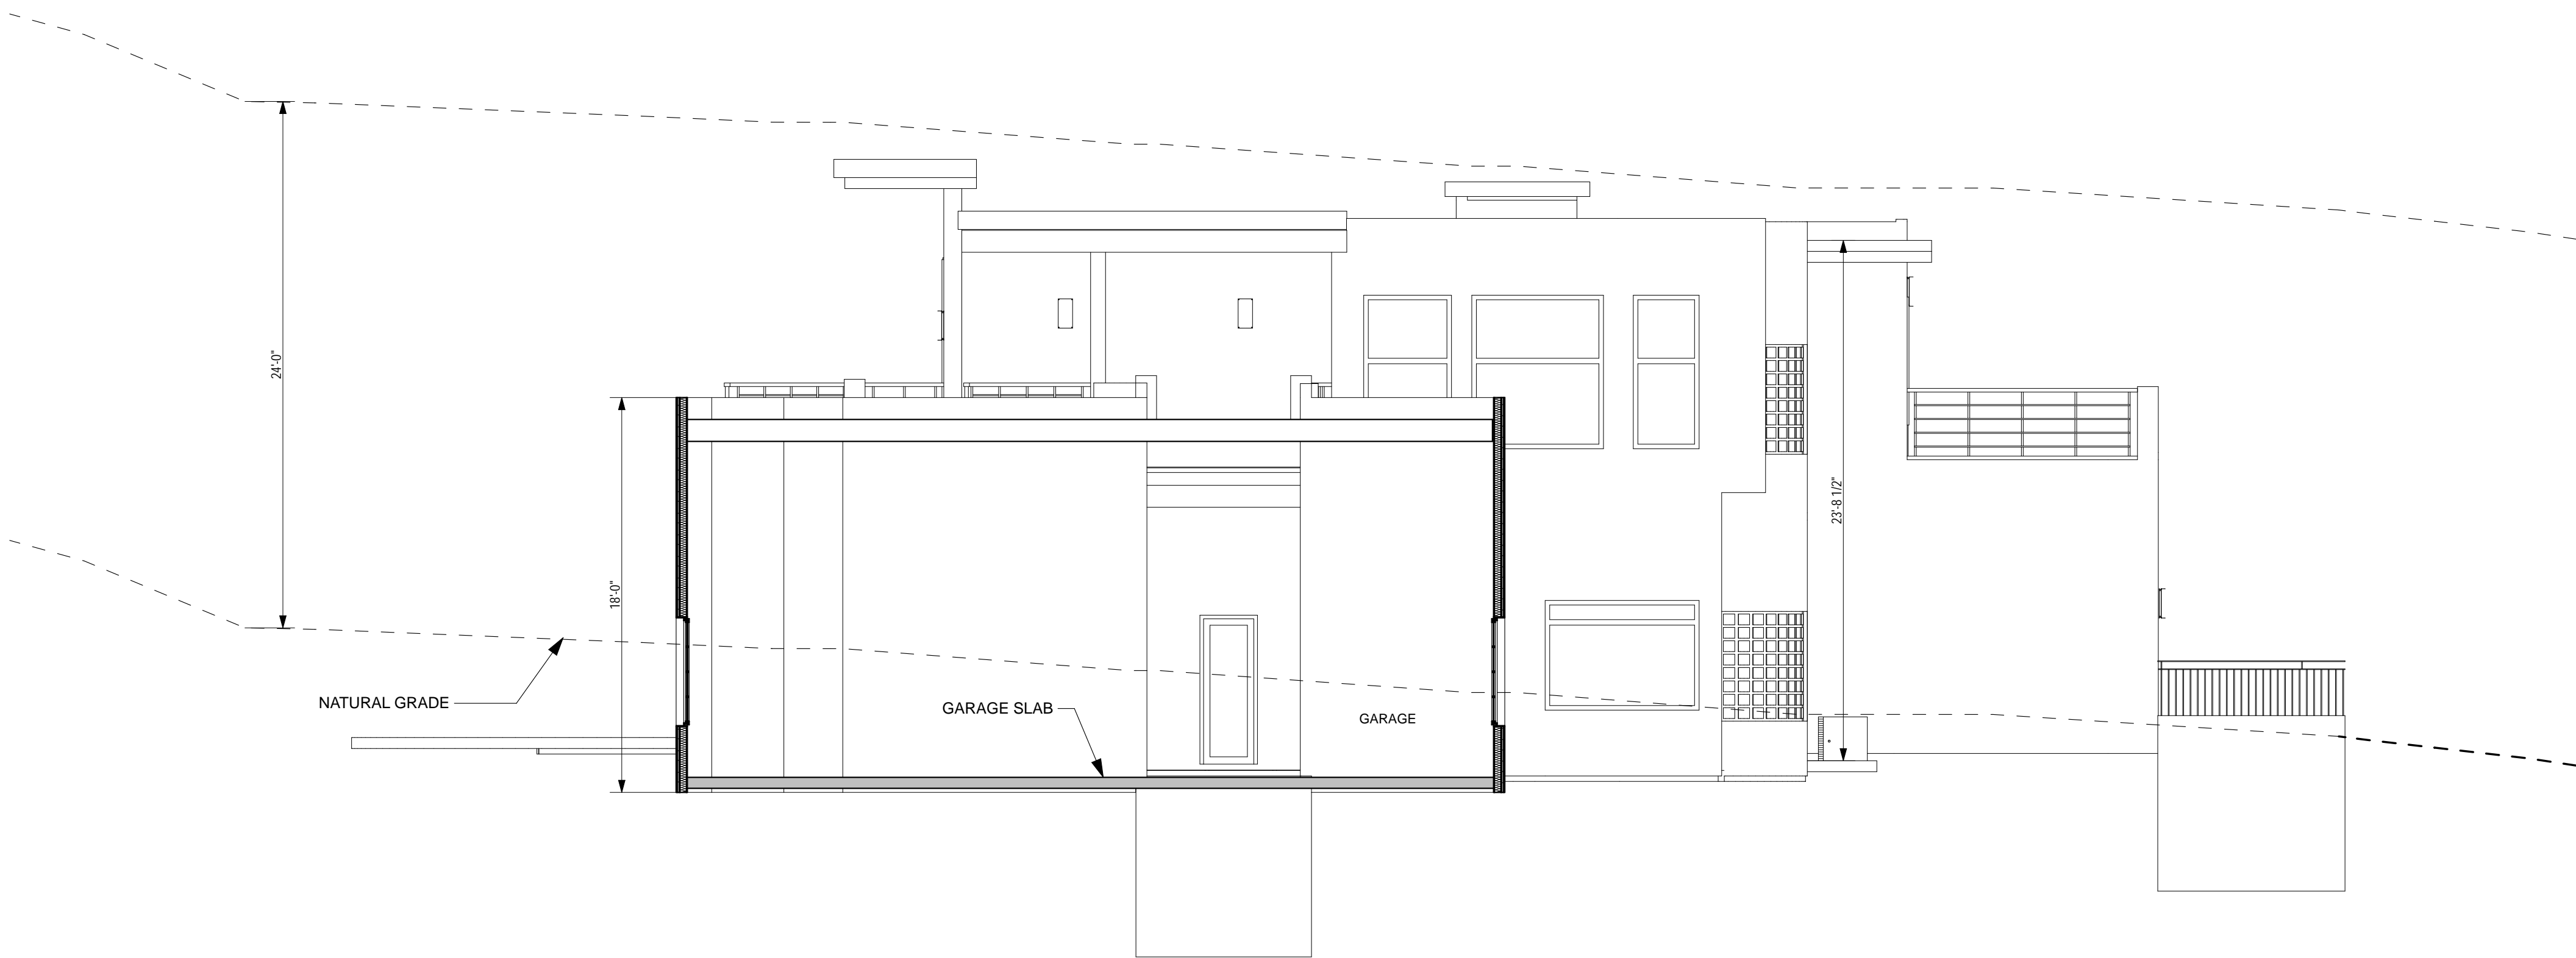 24'-0"
18'-0"
23'-8 1/2"
NATURAL GRADE
GARAGE SLAB
GARAGE